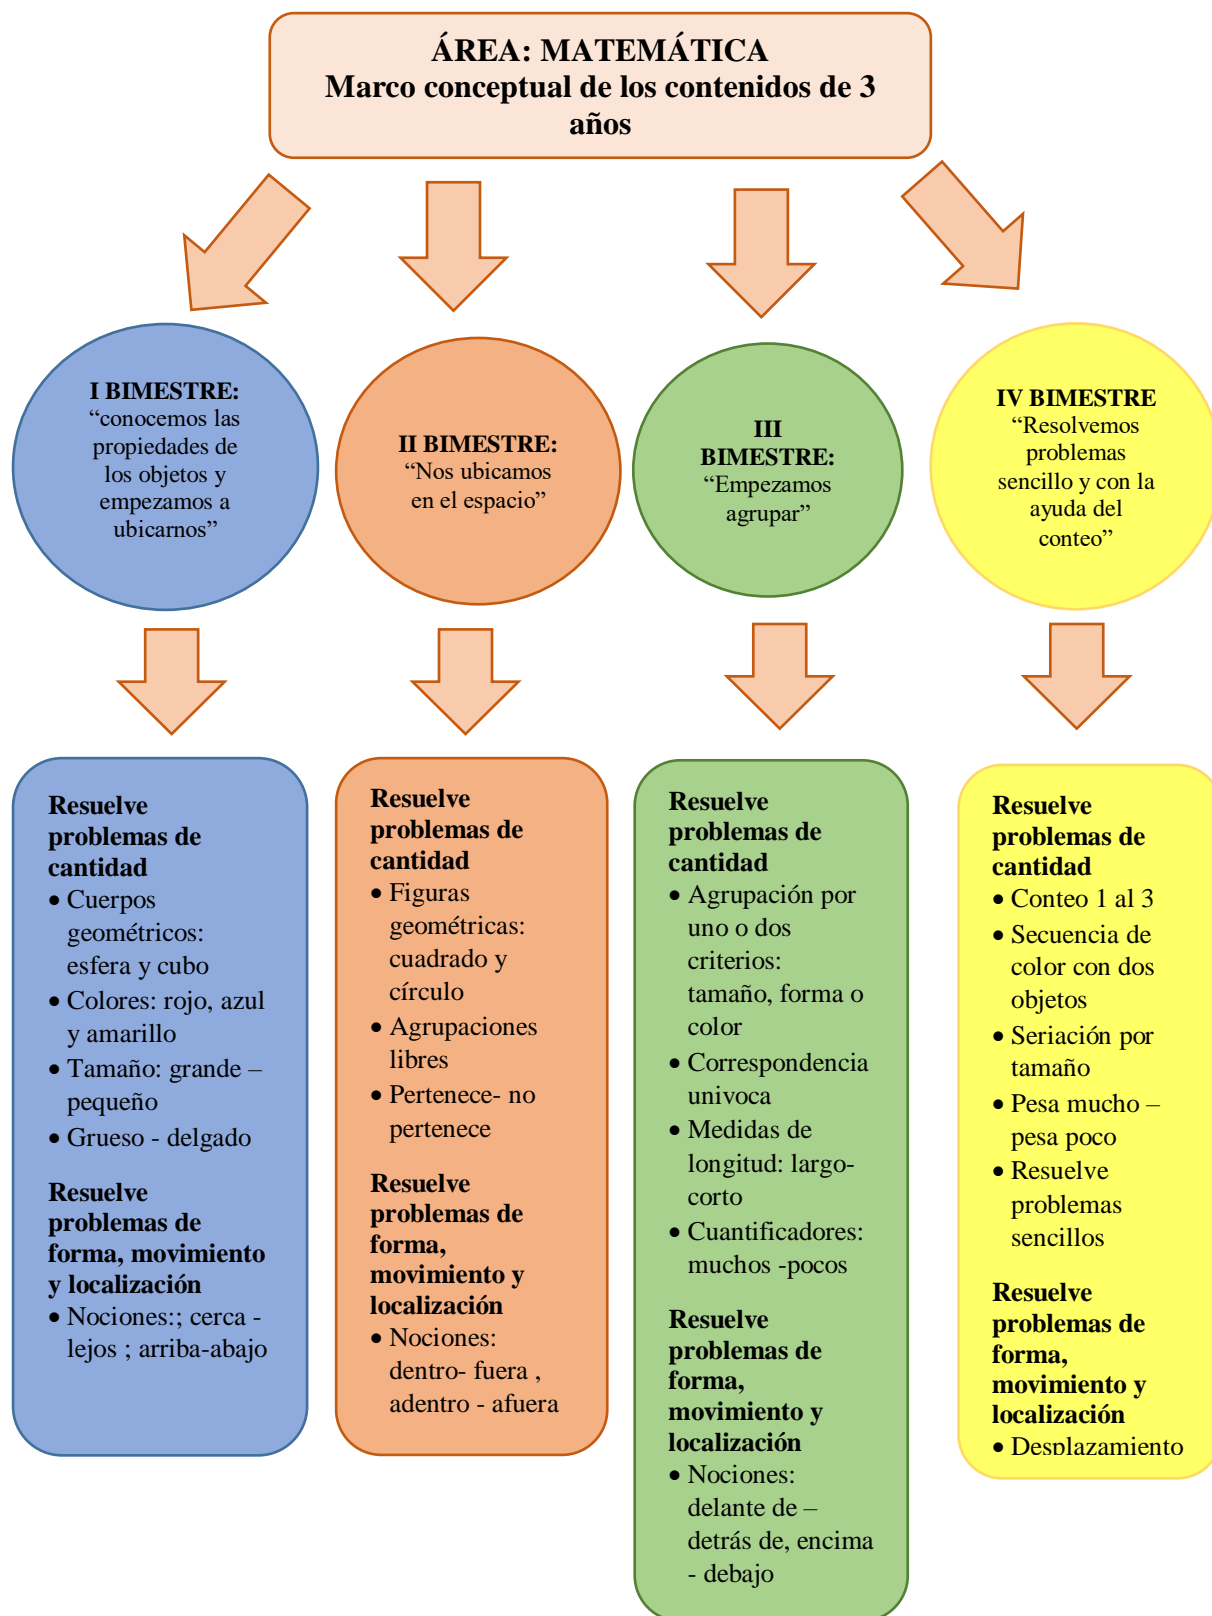 ÁREA: MATEMÁTICA
Marco conceptual de los contenidos de 3
años
I BIMESTRE:
“conocemos las
propiedades de
los objetos y
empezamos a
ubicarnos”
II BIMESTRE:
“Nos ubicamos
en el espacio”
III
BIMESTRE:
“Empezamos
agrupar”
IV BIMESTRE
“Resolvemos
problemas
sencillo y con la
ayuda del
conteo”
Resuelve
problemas de
cantidad
• Cuerpos
geométricos:
esfera y cubo
• Colores: rojo, azul
y amarillo
• Tamaño: grande –
pequeño
• Grueso - delgado
Resuelve
problemas de
forma, movimiento
y localización
• Nociones:; cerca -
lejos ; arriba-abajo
Resuelve
problemas de
cantidad
• Figuras
geométricas:
cuadrado y
círculo
• Agrupaciones
libres
• Pertenece- no
pertenece
Resuelve
problemas de
forma,
movimiento y
localización
• Nociones:
dentro- fuera ,
adentro - afuera
Resuelve
problemas de
cantidad
• Agrupación por
uno o dos
criterios:
tamaño, forma o
color
• Correspondencia
univoca
• Medidas de
longitud: largo-
corto
• Cuantificadores:
muchos -pocos
Resuelve
problemas de
forma,
movimiento y
localización
• Nociones:
delante de –
detrás de, encima
- debajo
Resuelve
problemas de
cantidad
• Conteo 1 al 3
• Secuencia de
color con dos
objetos
• Seriación por
tamaño
• Pesa mucho –
pesa poco
• Resuelve
problemas
sencillos
Resuelve
problemas de
forma,
movimiento y
localización
• Desplazamiento